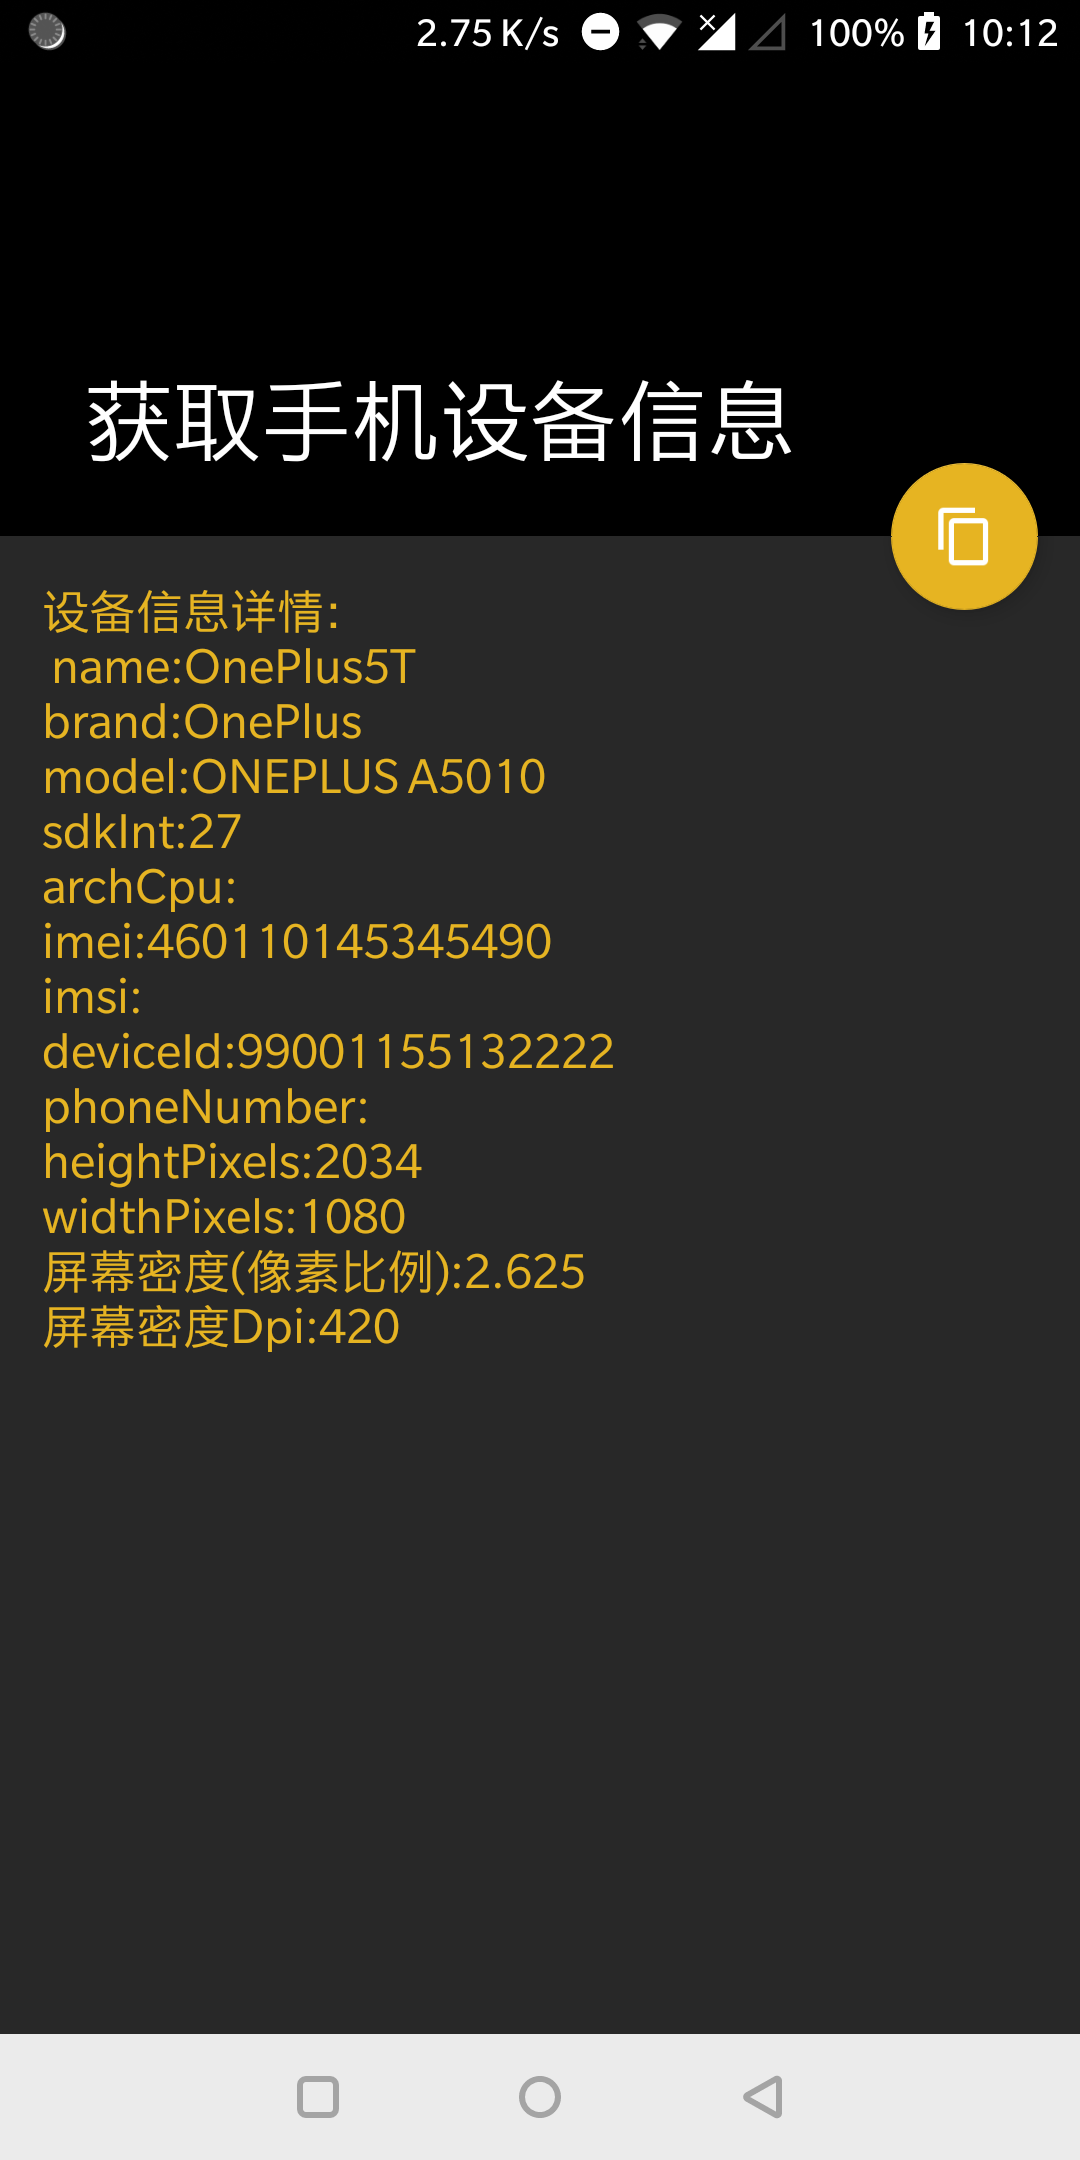 2.75 K/s 100% 10:12
获取手机设备信息
设备信息详情:
name:OnePlus5T
brand:OnePlus
model:ONEPLUS A5010
sdkInt:27
archCpu:
imei:460110145345490
imsi:
deviceId:99001155132222
phoneNumber:
heightPixels:2034
widthPixels:1080
屏幕密度(像素比例):2.625
屏幕密度Dpi:420